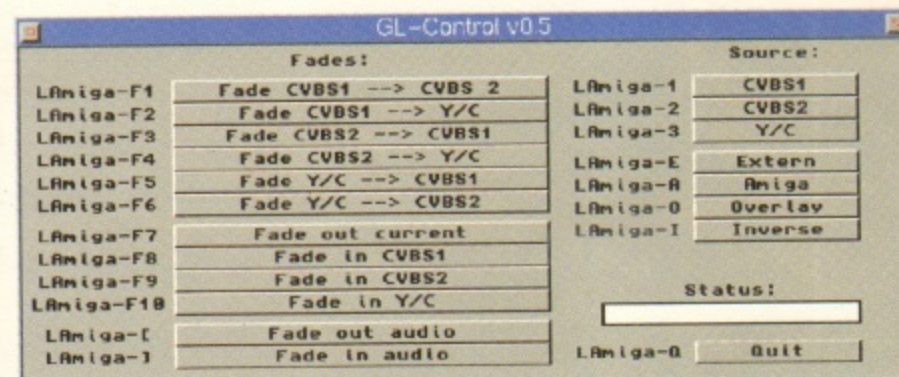 GL-Control v0.5
Fades:
LAmiga-F1 Fade CVBS1 --> CVBS 2
LAmiga-F2 Fade CVBS1 --> Y/C
LAmiga-F3 Fade CVBS2 --> CVBS1
LAmiga-F4 Fade CVBS2 --> Y/C
LAmiga-F5 Fade Y/C --> CVBS1
LAmiga-F6 Fade Y/C --> CVBS2
LAmiga-F7 Fade out current
LAmiga-F8 Fade in CVBS1
LAmiga-F9 Fade in CVBS2
LAmiga-F10 Fade in Y/C
LAmiga-[ Fade out audio
LAmiga-] Fade in audio
Source:
LAmiga-1 CVBS1
LAmiga-2 CVBS2
LAmiga-3 Y/C
LAmiga-E Extern
LAmiga-A Amiga
LAmiga-O Overlay
LAmiga-I Inverse
Status:
LAmiga-Q Quit